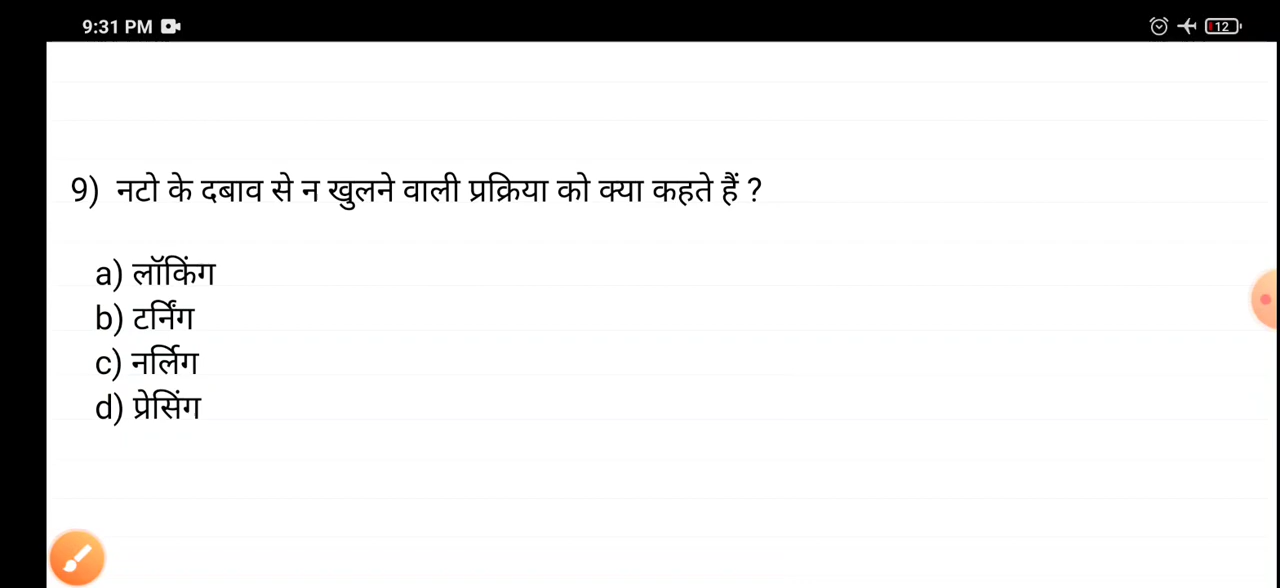 9:31 PM
12
9) नटो के दबाव से न खुलने वाली प्रक्रिया को क्या कहते हैं ?
a) लॉकिंग
b) टर्निंग
c) नर्लिग
d) प्रेसिंग